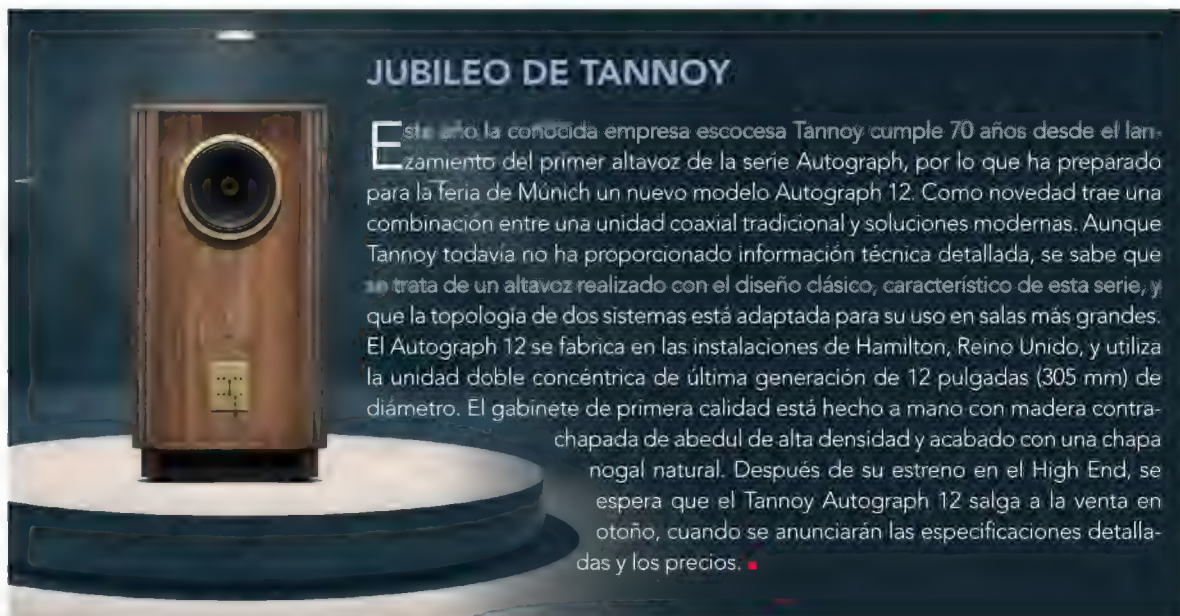 JUBILEO DE TANNOY
Este año la conocida empresa escocesa Tannoy cumple 70 años desde el lan-
zamiento del primer altavoz de la serie Autograph, por lo que ha preparado
para la feria de Múnich un nuevo modelo Autograph 12. Como novedad trae una
combinación entre una unidad coaxial tradicional y soluciones modernas. Aunque
Tannoy todavía no ha proporcionado información técnica detallada, se sabe que
se trata de un altavoz realizado con el diseño clásico, característico de esta serie, y
que la topología de dos sistemas está adaptada para su uso en salas más grandes.
El Autograph 12 se fabrica en las instalaciones de Hamilton, Reino Unido, y utiliza
la unidad doble concéntrica de última generación de 12 pulgadas (305 mm) de
diámetro. El gabinete de primera calidad está hecho a mano con madera contra-
chapada de abedul de alta densidad y acabado con una chapa
nogal natural. Después de su estreno en el High End, se
espera que el Tannoy Autograph 12 salga a la venta en
otoño, cuando se anunciarán las especificaciones detalla-
das y los precios.